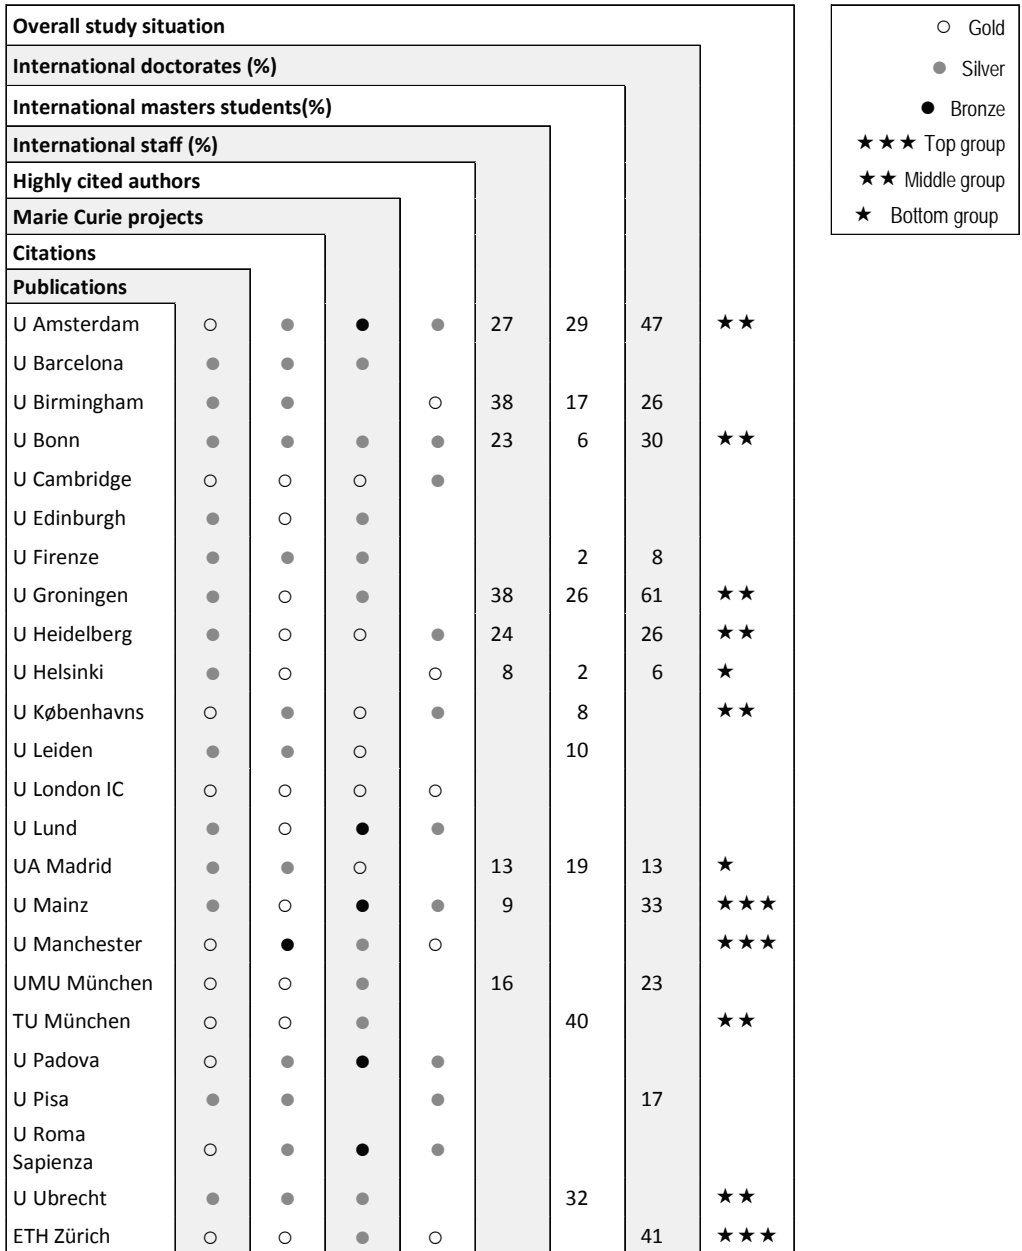 Overall study situation
International doctorates (%)
International masters students(%)
International staff (%)
Highly cited authors
Marie Curie projects
Citations
Publications
○ Gold
● Silver
● Bronze
★★★ Top group
★★ Middle group
★ Bottom group
U Amsterdam ○ ● ● ● 27 29 47 ★★
U Barcelona ● ● ●
U Birmingham ● ● ○ 38 17 26
U Bonn ● ● ● ● 23 6 30 ★★
U Cambridge ○ ○ ○ ●
U Edinburgh ● ○ ●
U Firenze ● ● ● 2 8
U Groningen ● ○ ● 38 26 61 ★★
U Heidelberg ● ○ ○ ● 24 26 ★★
U Helsinki ● ○ ○ 8 2 6 ★
U Københavns ○ ● ○ ● 8 ★★
U Leiden ● ● ○ 10
U London IC ○ ○ ○ ○
U Lund ● ○ ● ●
UA Madrid ● ● ○ 13 19 13 ★
U Mainz ● ○ ● ● 9 33 ★★★
U Manchester ○ ● ● ○ ★★★
UMU München ○ ○ ● 16 23
TU München ○ ○ ● 40 ★★
U Padova ○ ● ● ●
U Pisa ● ● ● 17
U Roma
Sapienza ○ ● ● ●
U Ubrecht ● ● ● 32 ★★
ETH Zürich ○ ○ ● ○ 41 ★★★